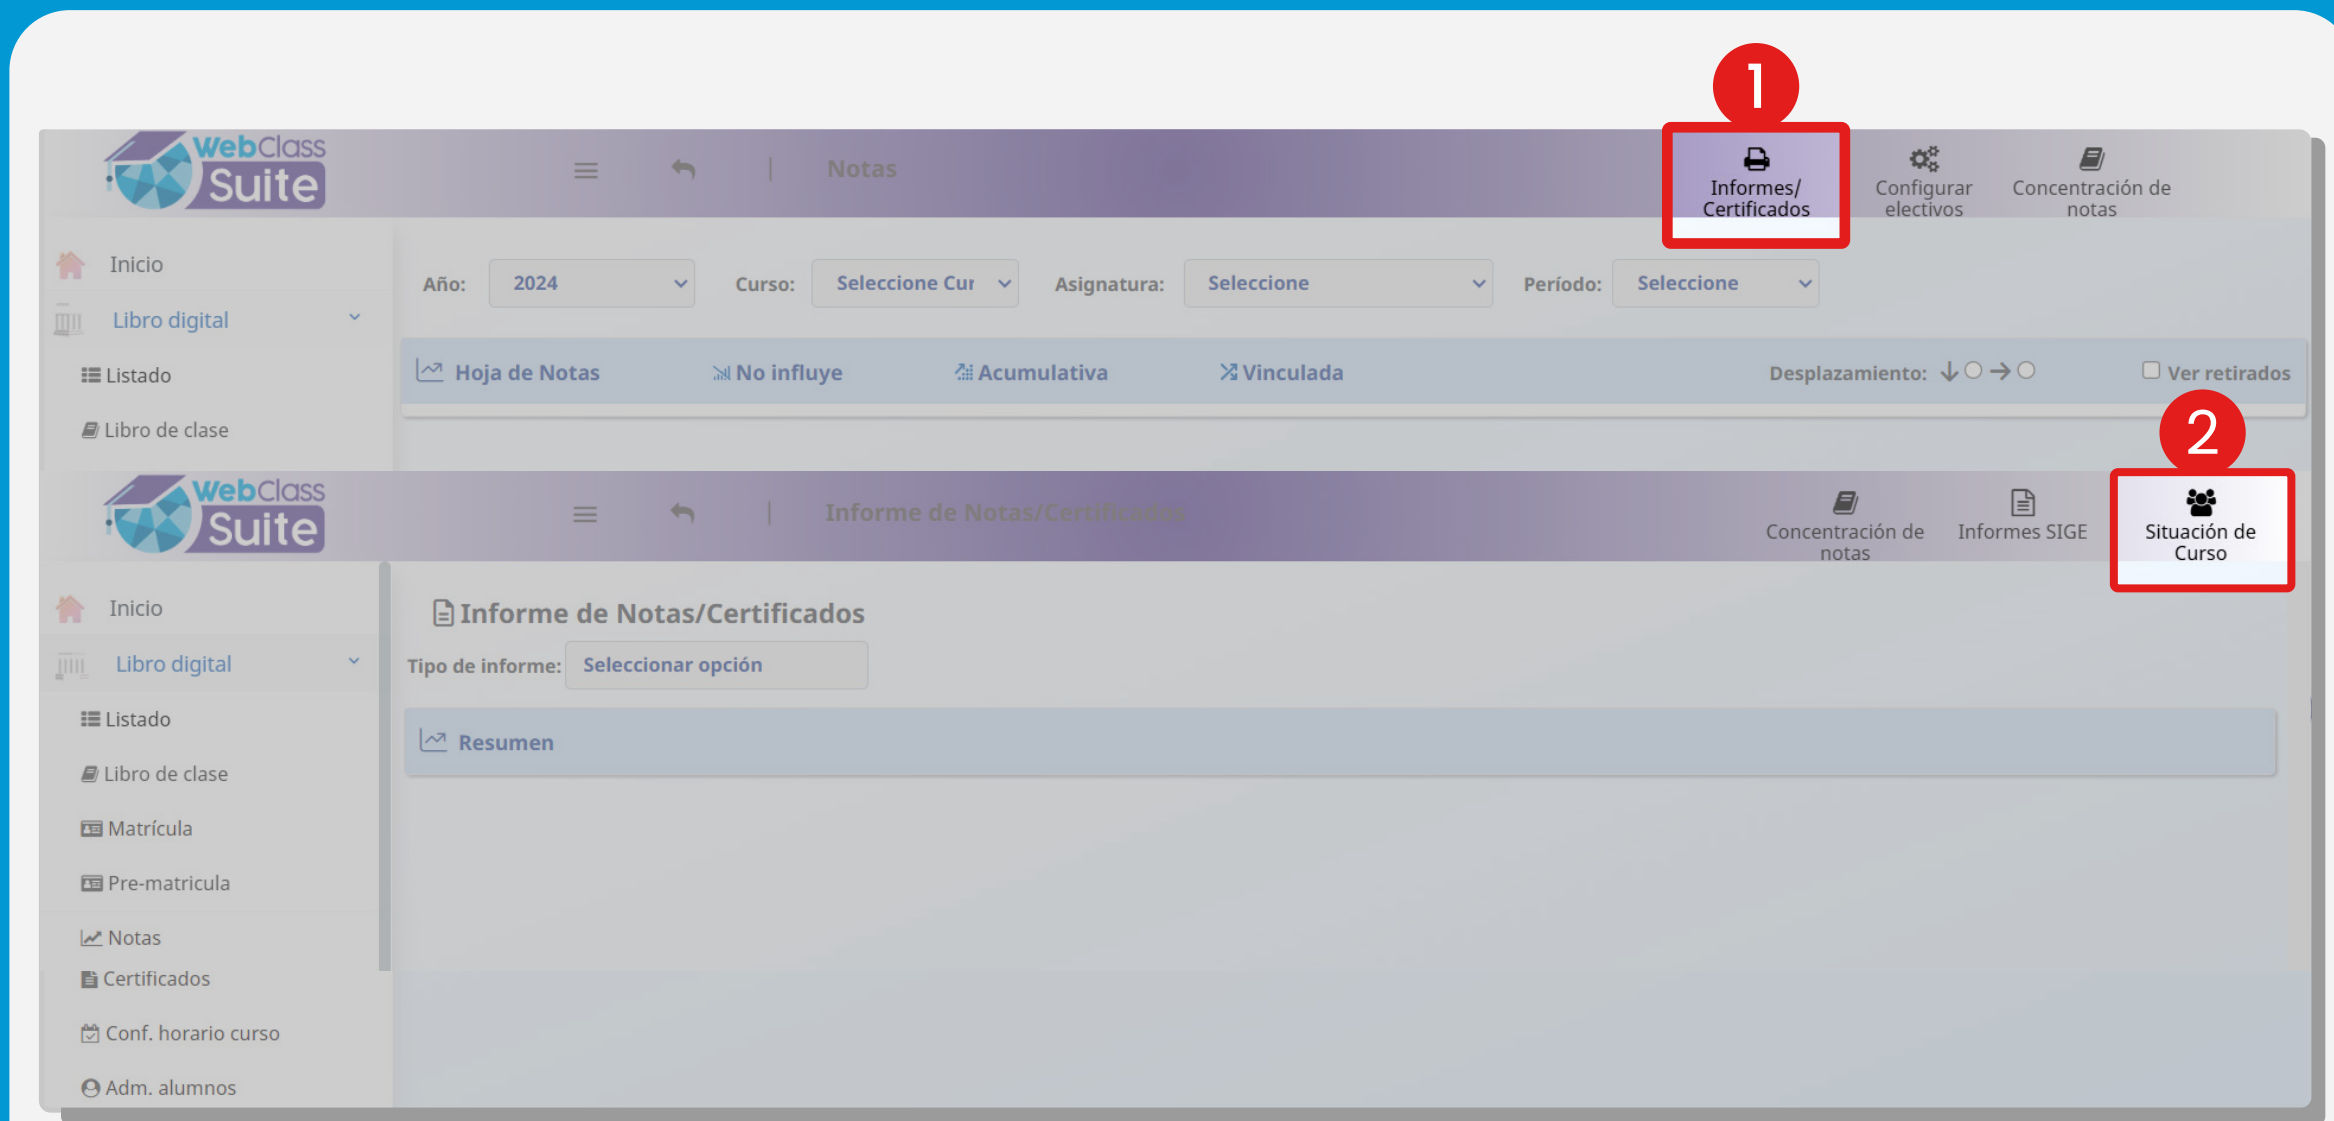 1
WebClass
Suite
| Notas
Informes/
Certificados
Configurar
electivos
Concentración de
notas
Inicio
Libro digital
Listado
Libro de clase
Año: 2024 Curso: Seleccione Cur Asignatura: Seleccione Período: Seleccione
Hoja de Notas No influye Acumulativa Vinculada Desplazamiento: Ver retirados
2
WebClass
Suite
| Informe de Notas/Certificados
Concentración de
notas
Informes SIGE
Situación de
Curso
Inicio
Libro digital
Listado
Libro de clase
Matrícula
Pre-matricula
Notas
Certificados
Conf. horario curso
Adm. alumnos
Informe de Notas/Certificados
Tipo de informe: Seleccionar opción
Resumen